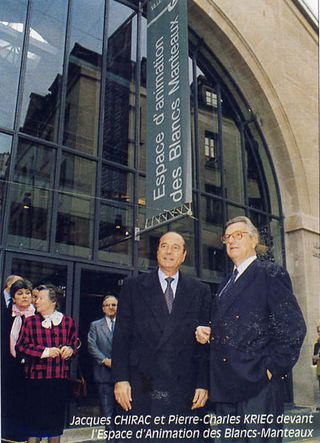 Espace d'animation
des Blancs Manteaux
Jacques CHIRAC et Pierre-Charles KRIEG devant
l'Espace d'Animation des Blancs-Manteaux